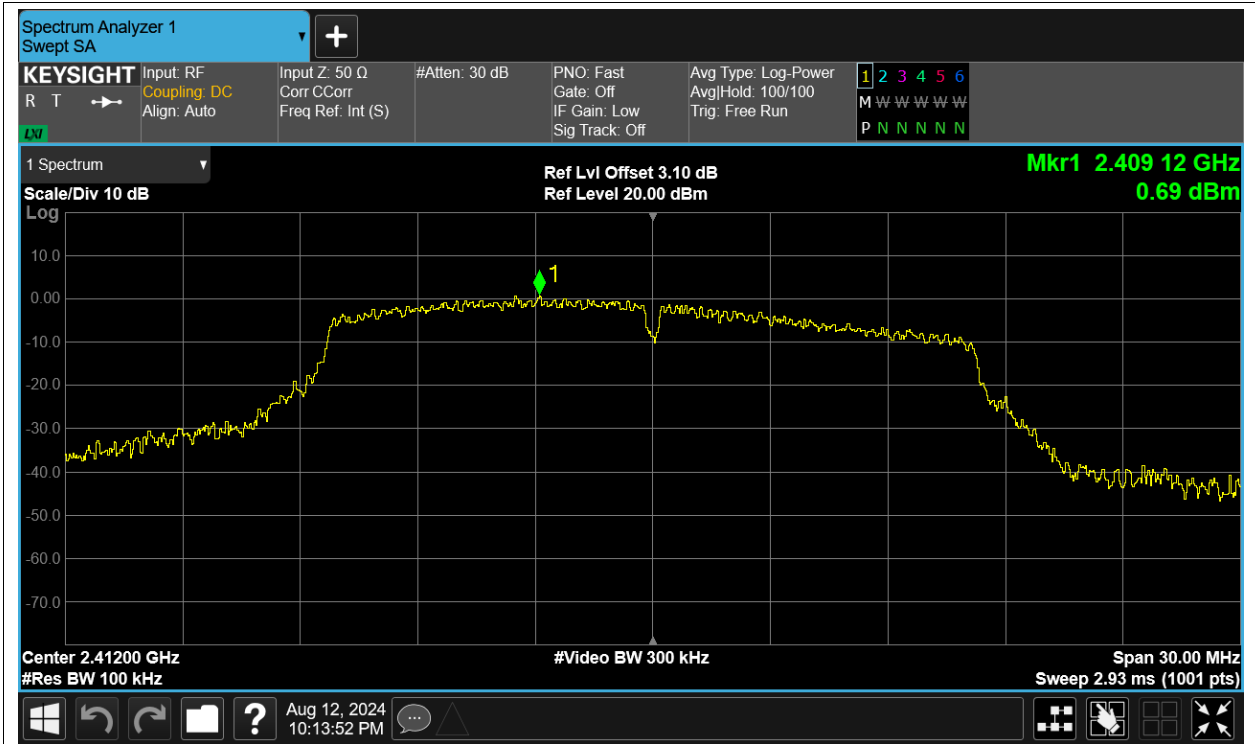 Spectrum Analyzer 1
Swept SA
KEYSIGHT
R T
LXI
Input: RF
Coupling: DC
Align: Auto
Input Z: 50 Ω
Corr CCorr
Freq Ref: Int (S)
#Atten: 30 dB
PNO: Fast
Gate: Off
IF Gain: Low
Sig Track: Off
Avg Type: Log-Power
Avg|Hold: 100/100
Trig: Free Run
1 2 3 4 5 6
M W W W W W
P N N N N N
1 Spectrum
Scale/Div 10 dB
Log
Ref Lvl Offset 3.10 dB
Ref Level 20.00 dBm
Mkr1 2.409 12 GHz
0.69 dBm
1
10.0
0.00
-10.0
-20.0
-30.0
-40.0
-50.0
-60.0
-70.0
Center 2.41200 GHz
#Video BW 300 kHz
Span 30.00 MHz
#Res BW 100 kHz
Sweep 2.93 ms (1001 pts)
?
Aug 12, 2024
10:13:52 PM